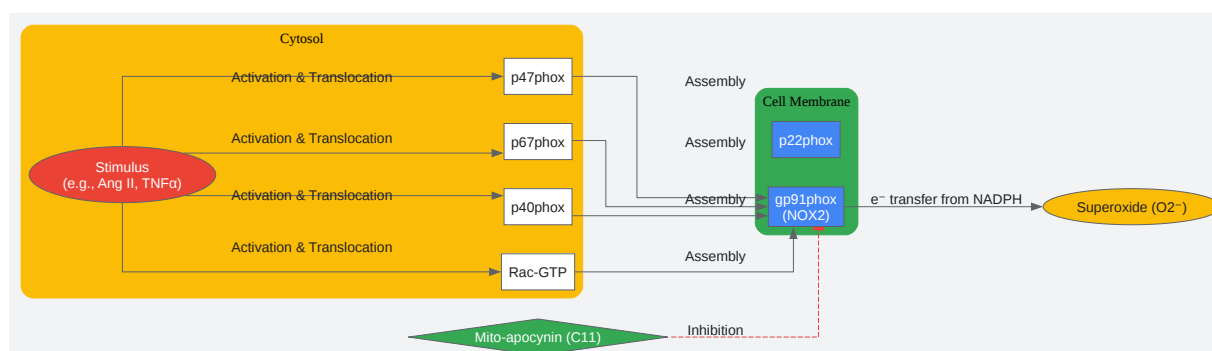 Cytosol
Activation & Translocation
p47phox
Assembly
Cell Membrane
Activation & Translocation
p67phox
Assembly
p22phox
Stimulus
(e.g., Ang II, TNFα)
Activation & Translocation
p40phox
Assembly
gp91phox
(NOX2)
e⁻ transfer from NADPH
Superoxide (O2⁻)
Activation & Translocation
Rac-GTP
Assembly
Mito-apocynin (C11)
Inhibition